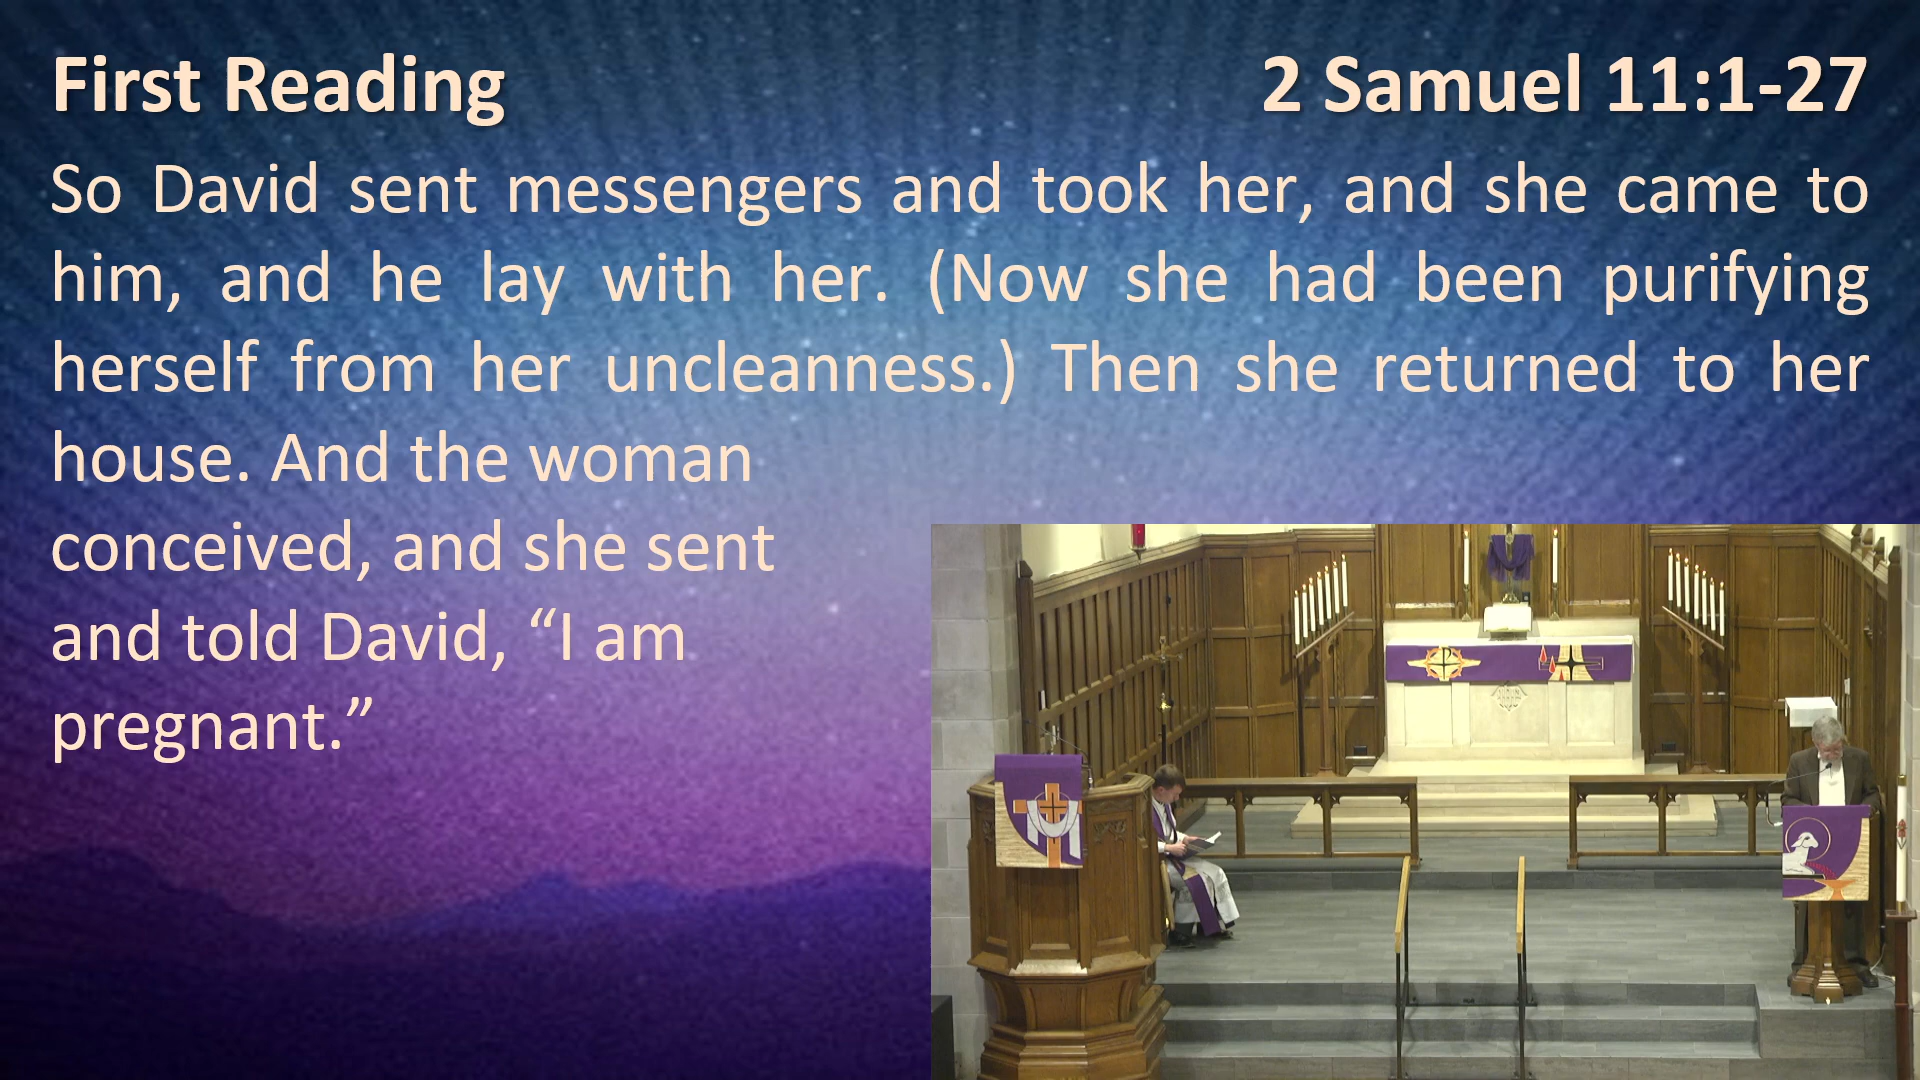 First Reading 2 Samuel 11:1-27
So David sent messengers and took her, and she came to
him, and he lay with her. (Now she had been purifying
herself from her uncleanness.) Then she returned to her
house. And the woman
conceived, and she sent
and told David, “I am
pregnant.”